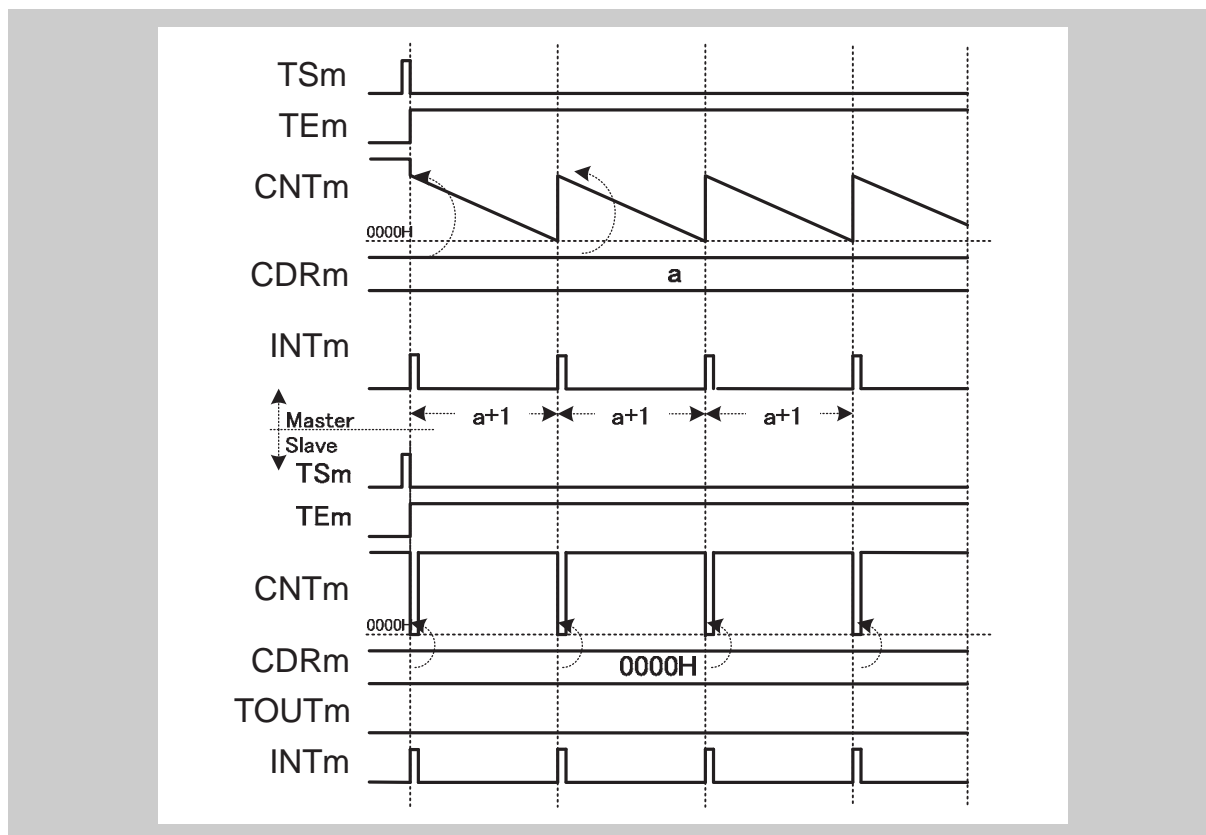 TSm
TEm
CNTm
0000H
CDRm
a
INTm
a+1 a+1 a+1
Master
Slave
TSm
TEm
CNTm
0000H
CDRm
0000H
TOUTm
INTm